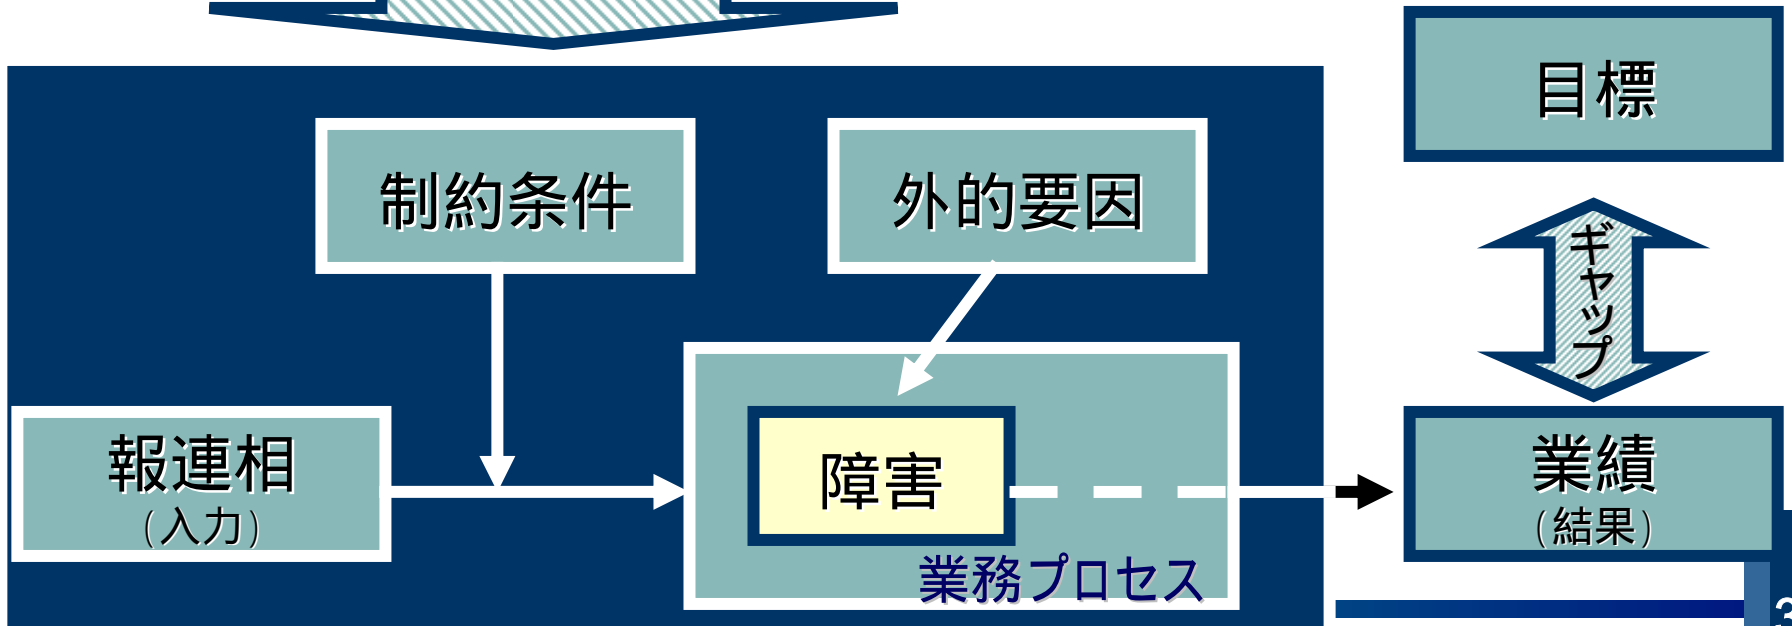 目標
制約条件
外的要因
ギャップ
報連相
（入力）
障害
業績
（結果）
業務プロセス